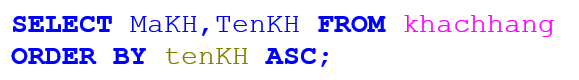 SELECT MaKH,TenKH FROM khachhang
ORDER BY tenKH ASC;